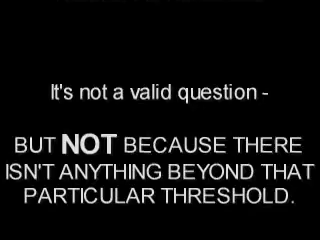 It's not a valid question -
BUT NOT BECAUSE THERE
ISN'T ANYTHING BEYOND THAT
PARTICULAR THRESHOLD.